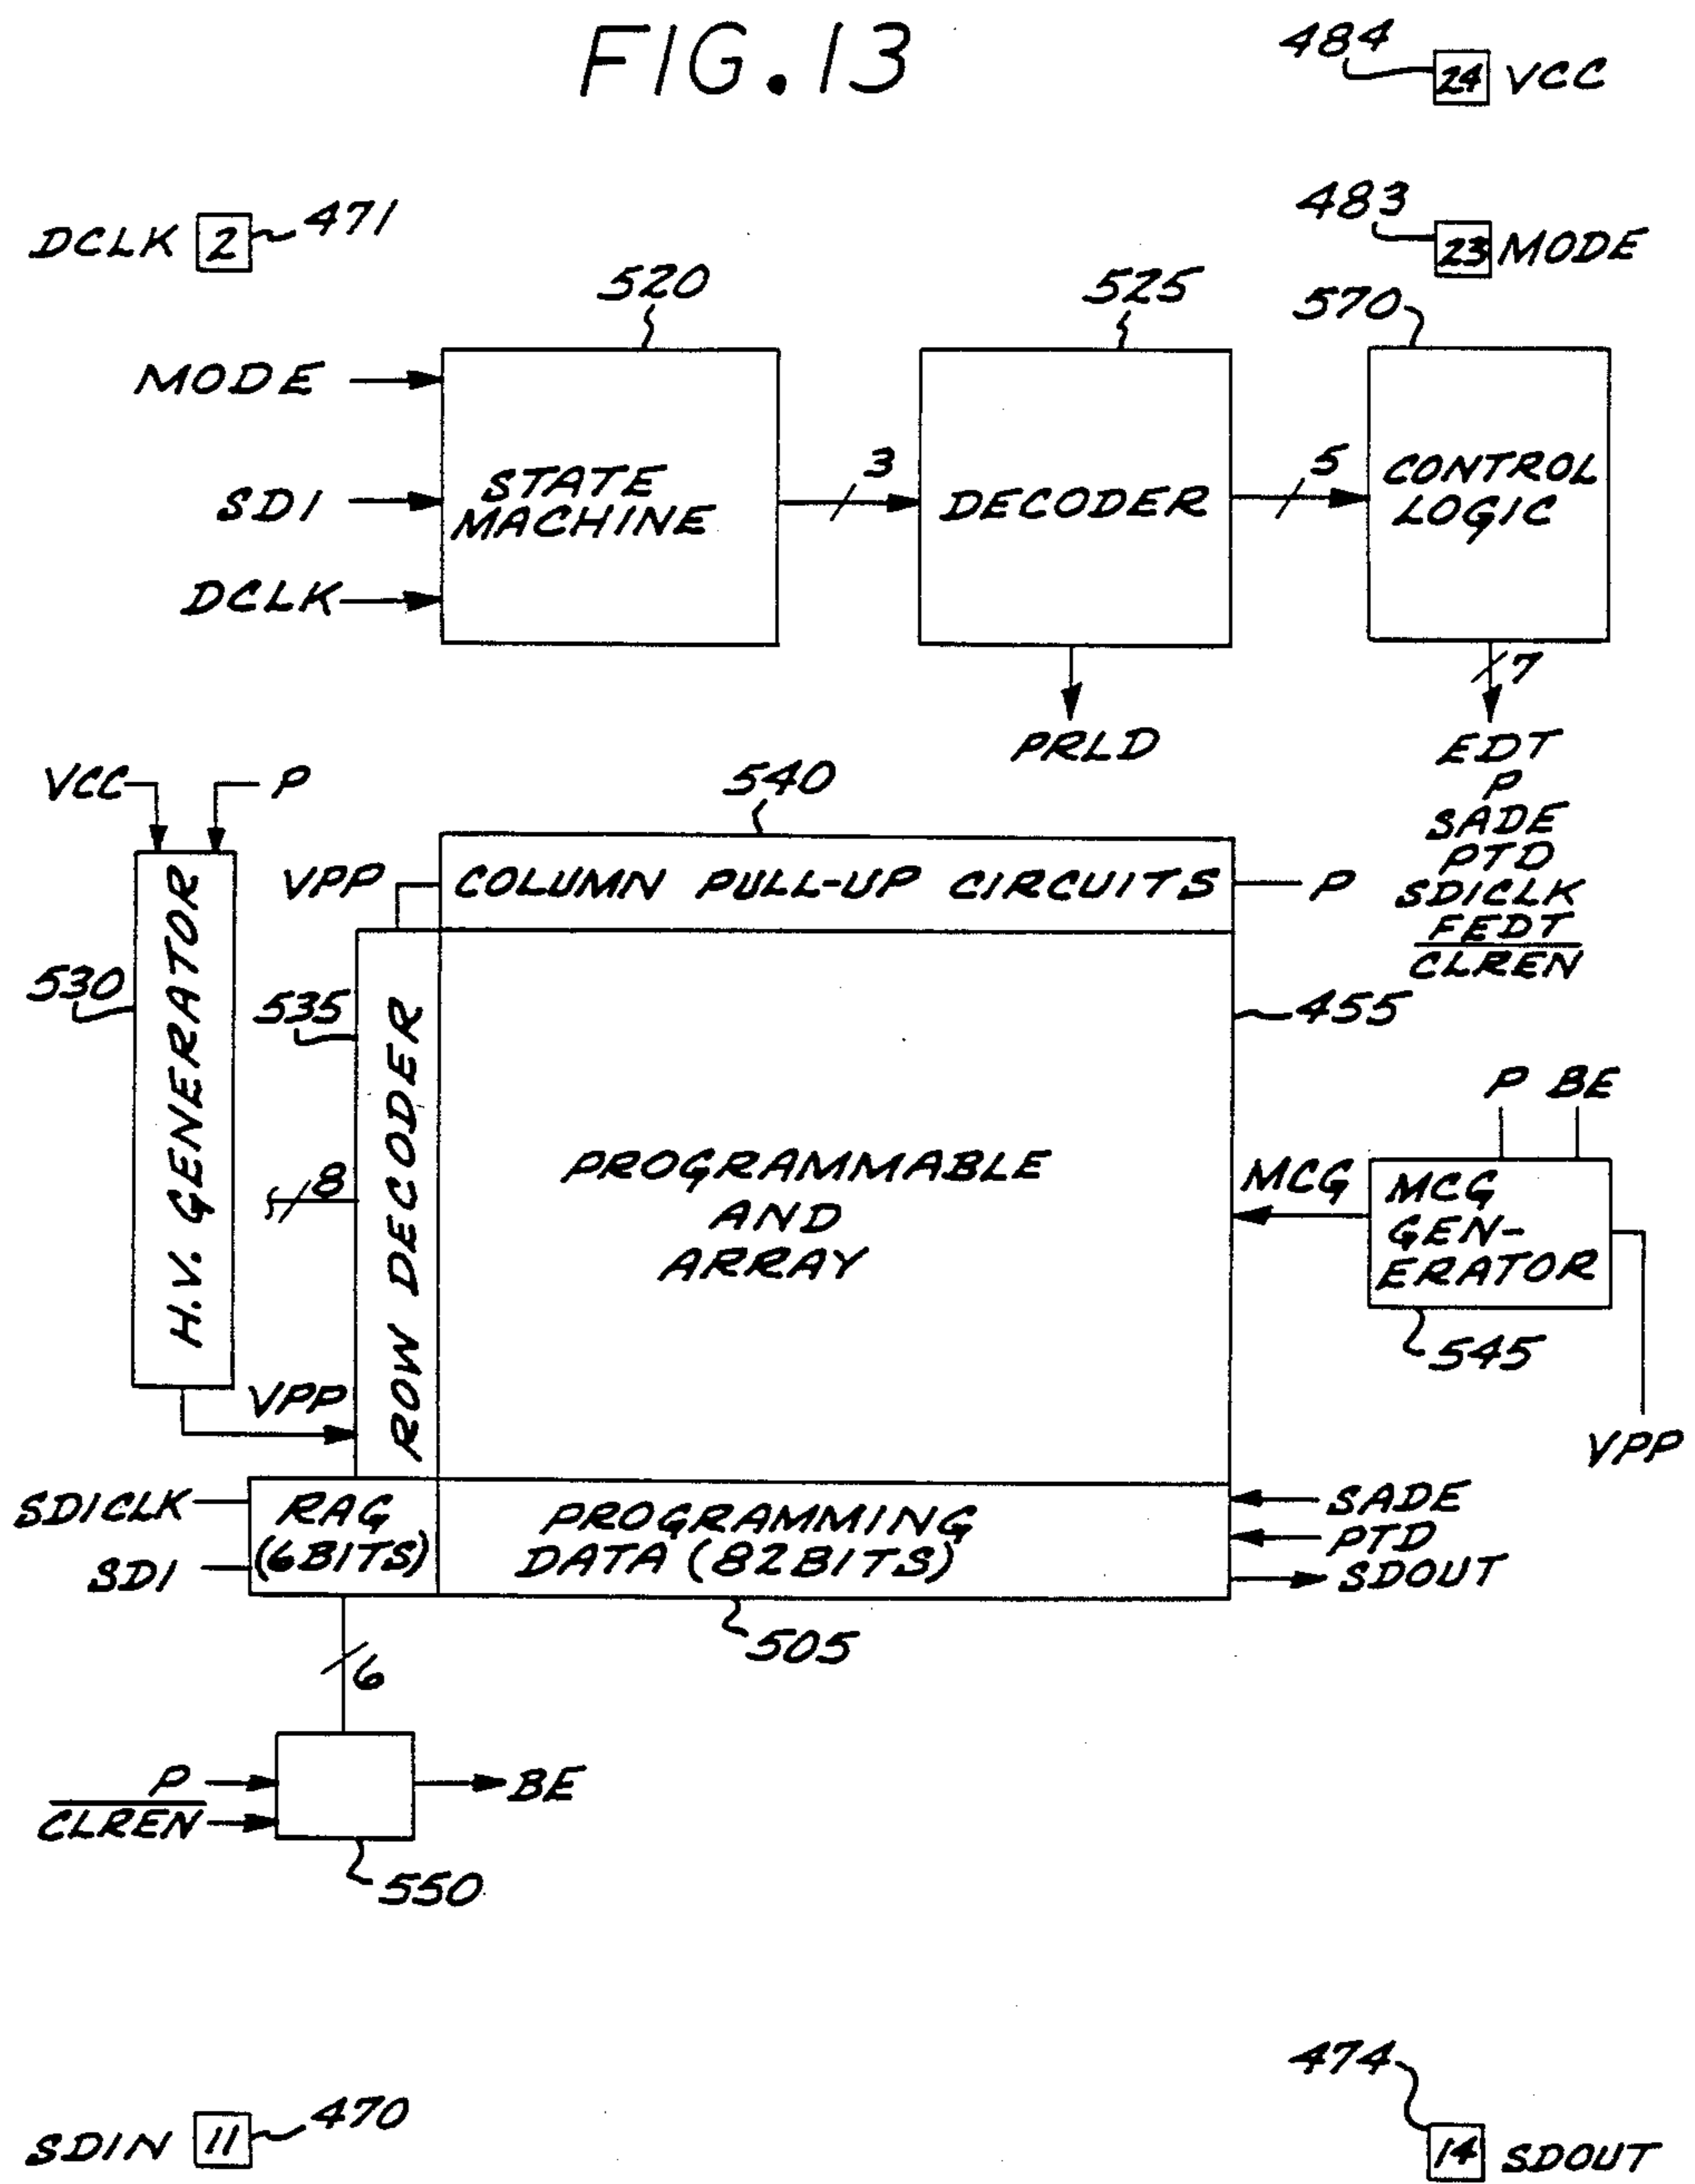 FIG. 13
484
24 VCC
483
23 MODE
DCLK 2 471
520
525
570
MODE
SDI
DCLK
STATE
MACHINE
3
DECODER
5
CONTROL
LOGIC
7
PRLD
EDT
P
SADE
PTD
SDICLK
FEDT
CLREN
VCC
P
540
VPP
COLUMN PULL-UP CIRCUITS
P
H.V. GENERATOR
530
535
ROW DECODER
455
8
PROGRAMMABLE
AND
ARRAY
P BE
MCG
MCG
GEN-
ERATOR
545
VPP
VPP
SDICLK
SDI
RAG
(6 BITS)
PROGRAMMING
DATA (82 BITS)
SADE
PTD
SDOUT
505
6
P
CLREN
BE
550
474
SDIN 11 470
14 SDOUT